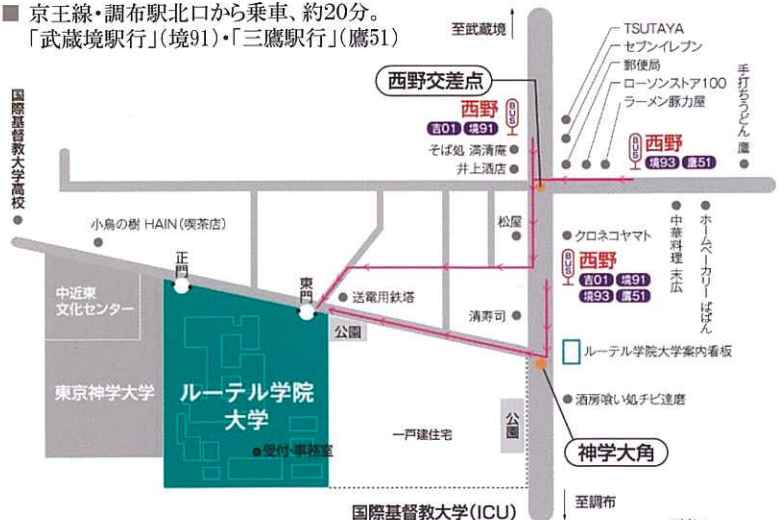 ■ 京王線・調布駅北口から乗車、約20分。
「武蔵境駅行」(境91)・「三鷹駅行」(鷹51)
至武蔵境
TSUTAYA
セブンイレブン
郵便局
ローソンストア100
ラーメン豚力屋
手打ちうどん 鷹
西野交差点
西野
BUS
吉01 境91
そば処 満清庵
井上酒店
BUS
西野
境93 鷹51
国際基督教大学高校
小鳥の樹 HAIN(喫茶店)
正門
東門
松屋
クロネコヤマト
中華料理 末広
ホームベーカリー ぱぱん
BUS
西野
吉01 境91
境93 鷹51
中近東
文化センター
送電用鉄塔
清寿司
公園
ルーテル学院大学案内看板
東京神学大学
ルーテル学院
大学
受付・事務室
一戸建住宅
公園
酒房喰い処チビ達磨
神学大角
国際基督教大学(ICU)
至調布